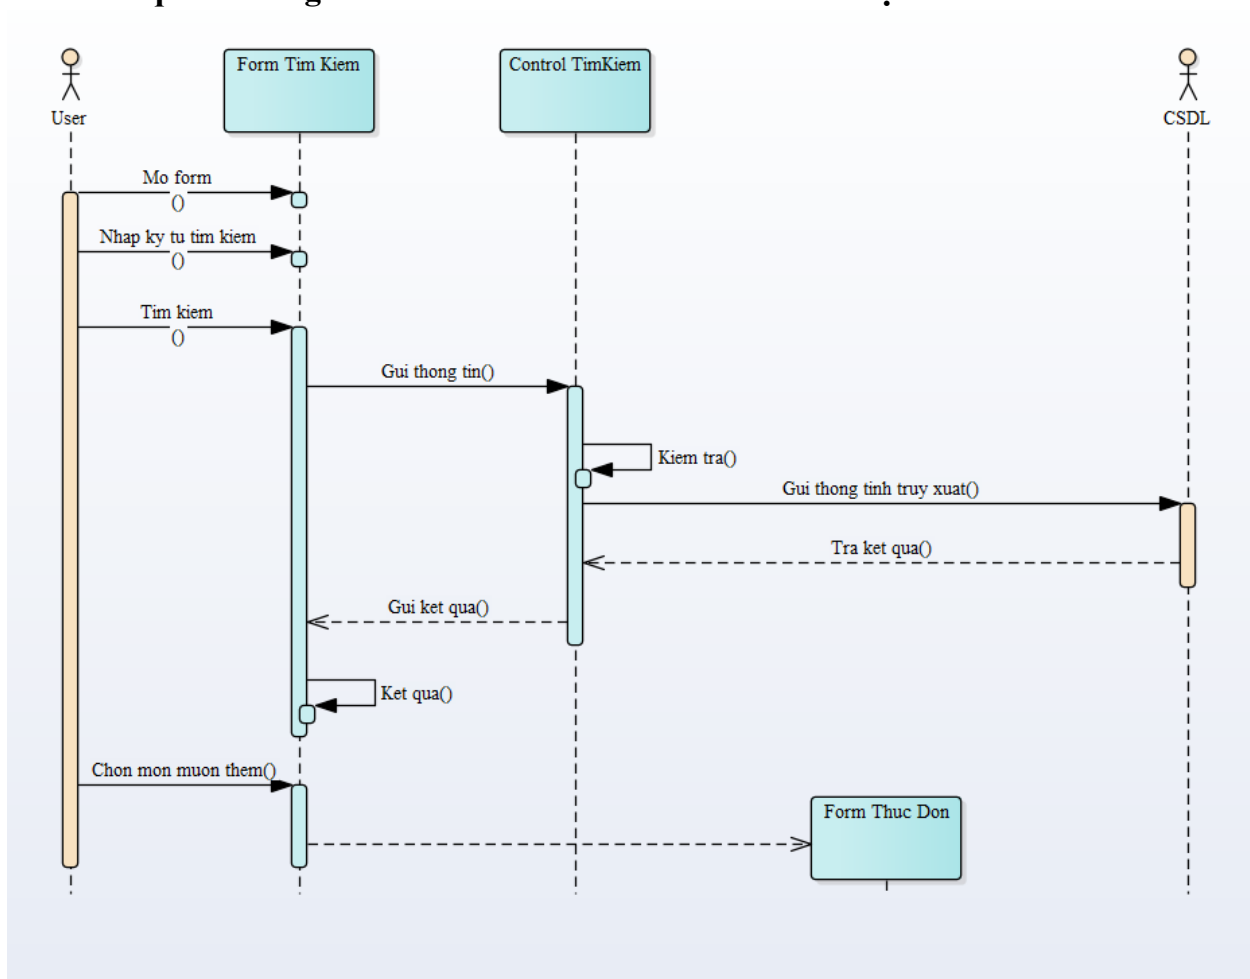 Form Tim Kiem
Control TimKiem
User
CSDL
Mo form
()
Nhap ky tu tim kiem
()
Tim kiem
()
Gui thong tin()
Kiem tra()
Gui thong tinh truy xuat()
Tra ket qua()
Gui ket qua()
Ket qua()
Chon mon muon them()
Form Thuc Don